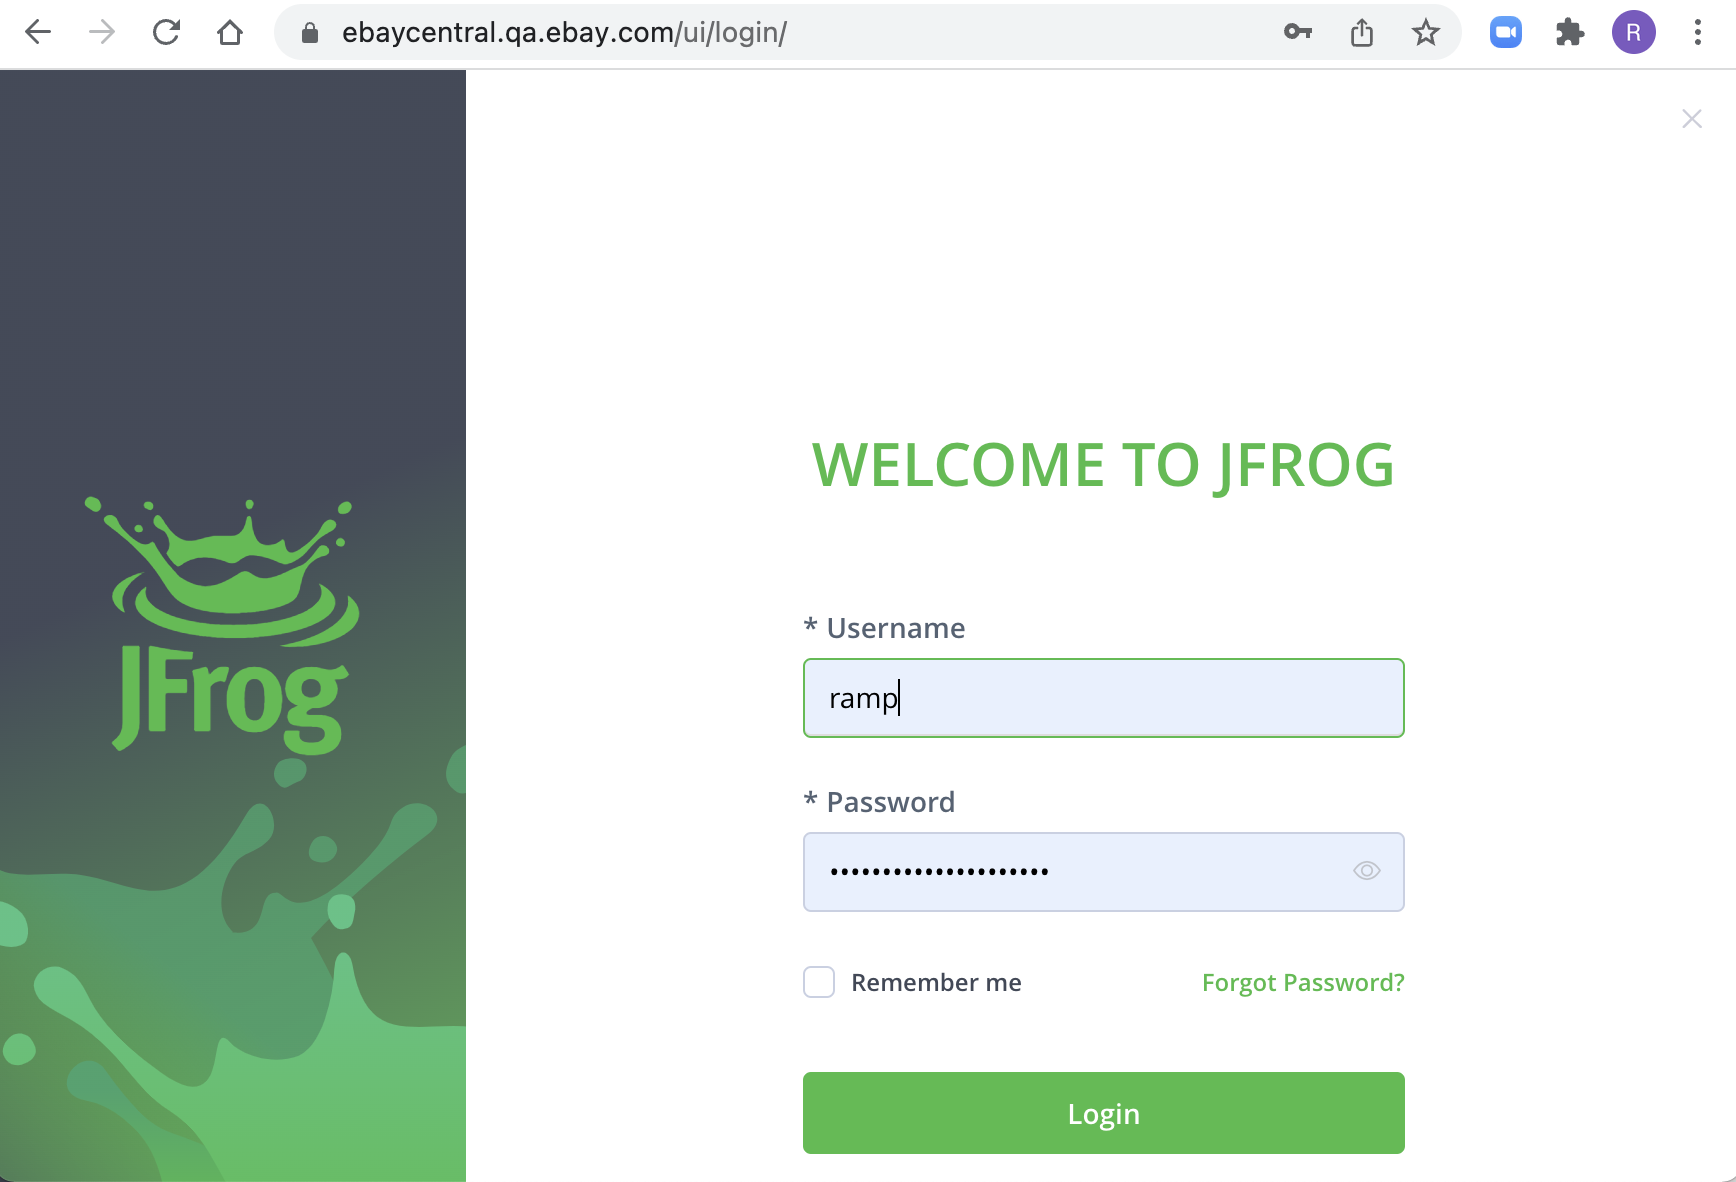 ebaycentral.qa.ebay.com/ui/login/
R
JFrog
WELCOME TO JFROG
* Username
ramp
* Password
••••••••••••••••••••
Remember me
Forgot Password?
Login